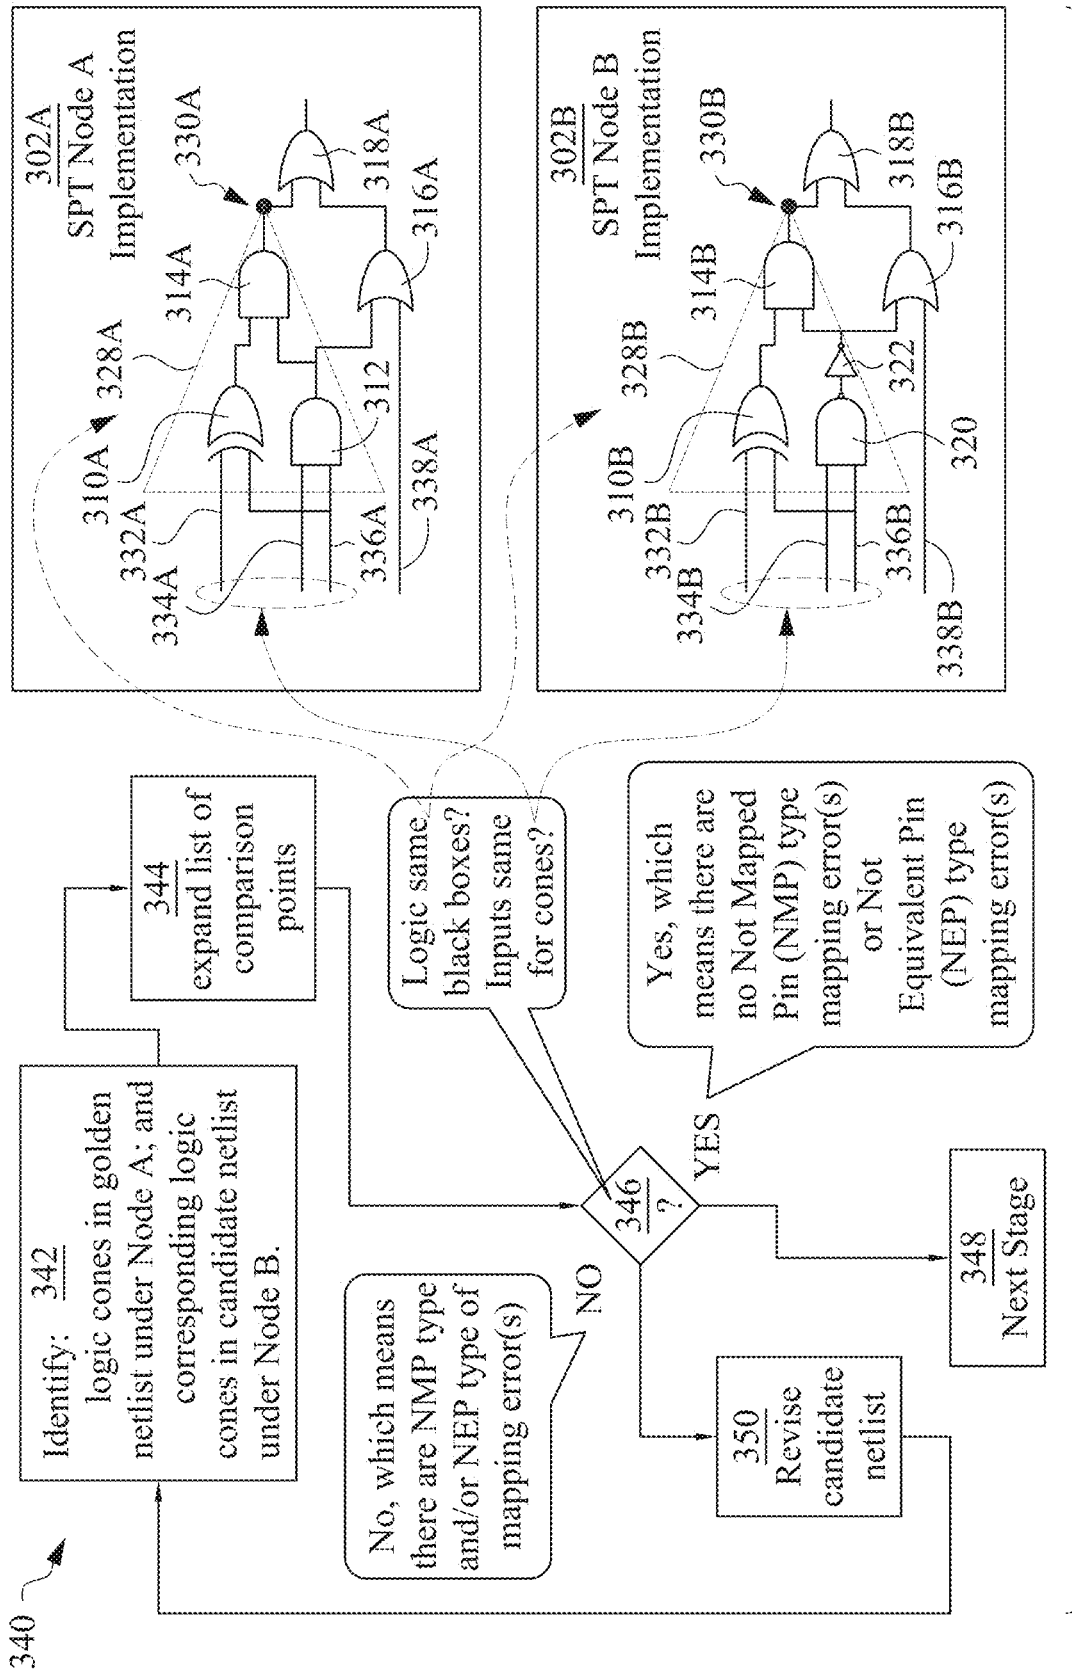 340
342
Identify:
logic cones in golden
netlist under Node A; and
corresponding logic
cones in candidate netlist
under Node B.
344
expand list of
comparison
points
Logic same,
black boxes?
Inputs same
for cones?
346
?
NO
YES
No, which means
there are NMP type
and/or NEP type of
mapping error(s)
Yes, which
means there are
no Not Mapped
Pin (NMP) type
mapping error(s)
or Not
Equivalent Pin
(NEP) type
mapping error(s)
350
Revise
candidate
netlist
348
Next Stage
302A
SPT Node A
Implementation
328A
330A
310A
314A
332A
334A
312
318A
336A
316A
338A
302B
SPT Node B
Implementation
328B
330B
310B
314B
332B
334B
322
318B
320
336B
316B
338B